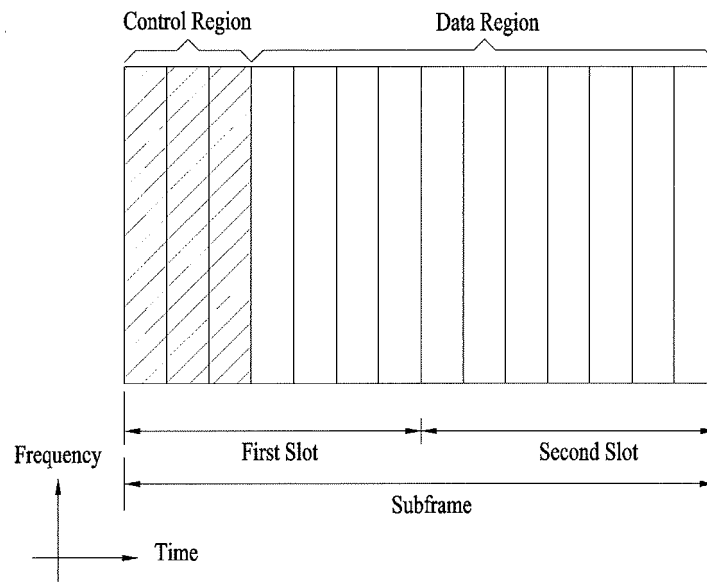 Control Region
Data Region
First Slot
Second Slot
Frequency
Subframe
Time